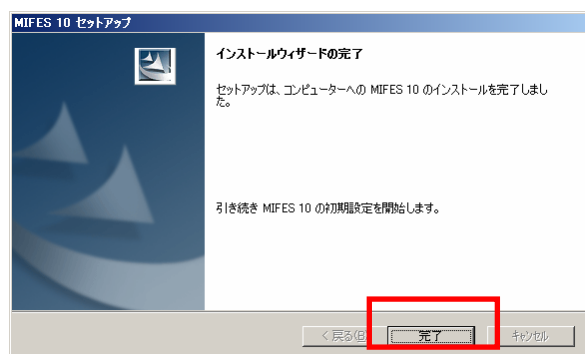 MIFES 10 セットアップ
インストールウィザードの完了
セットアップは、コンピューターへの MIFES 10 のインストールを完了しまし
た。
引き続き MIFES 10 の初期設定を開始します。
< 戻る(B)
完了
キャンセル